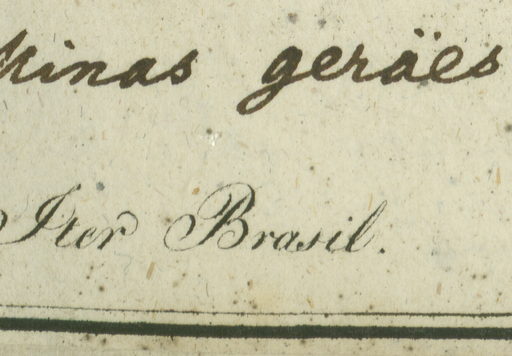 Minas geräes
Iter Brasil.